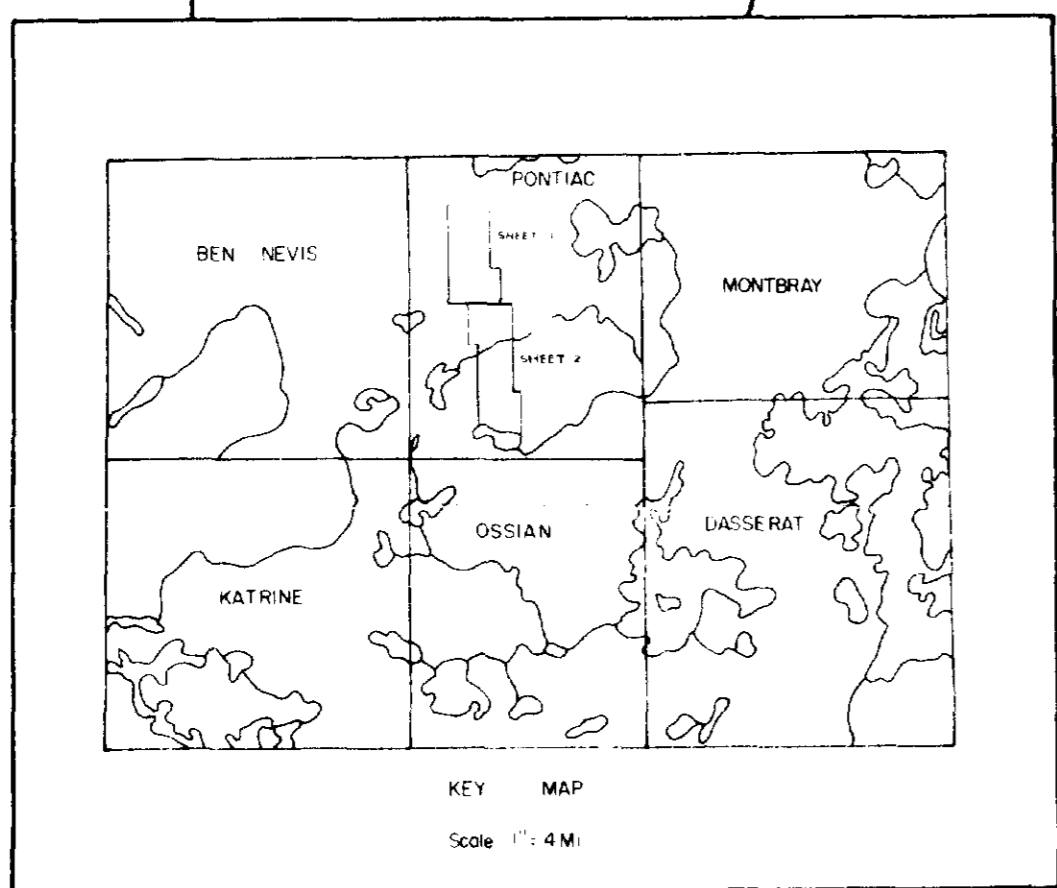 PONTIAC
SHEET 1
BEN NEVIS
MONTBRAY
SHEET 2
OSSIAN
DASSERAT
KATRINE
KEY MAP
Scale 1": 4 Mi